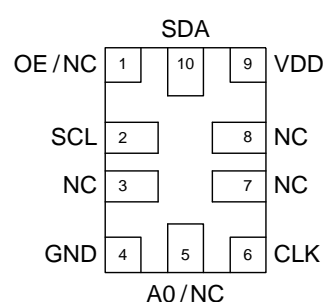 SDA
OE/NC 1 10 9 VDD
SCL 2 8 NC
NC 3 7 NC
GND 4 5 6 CLK
A0/NC